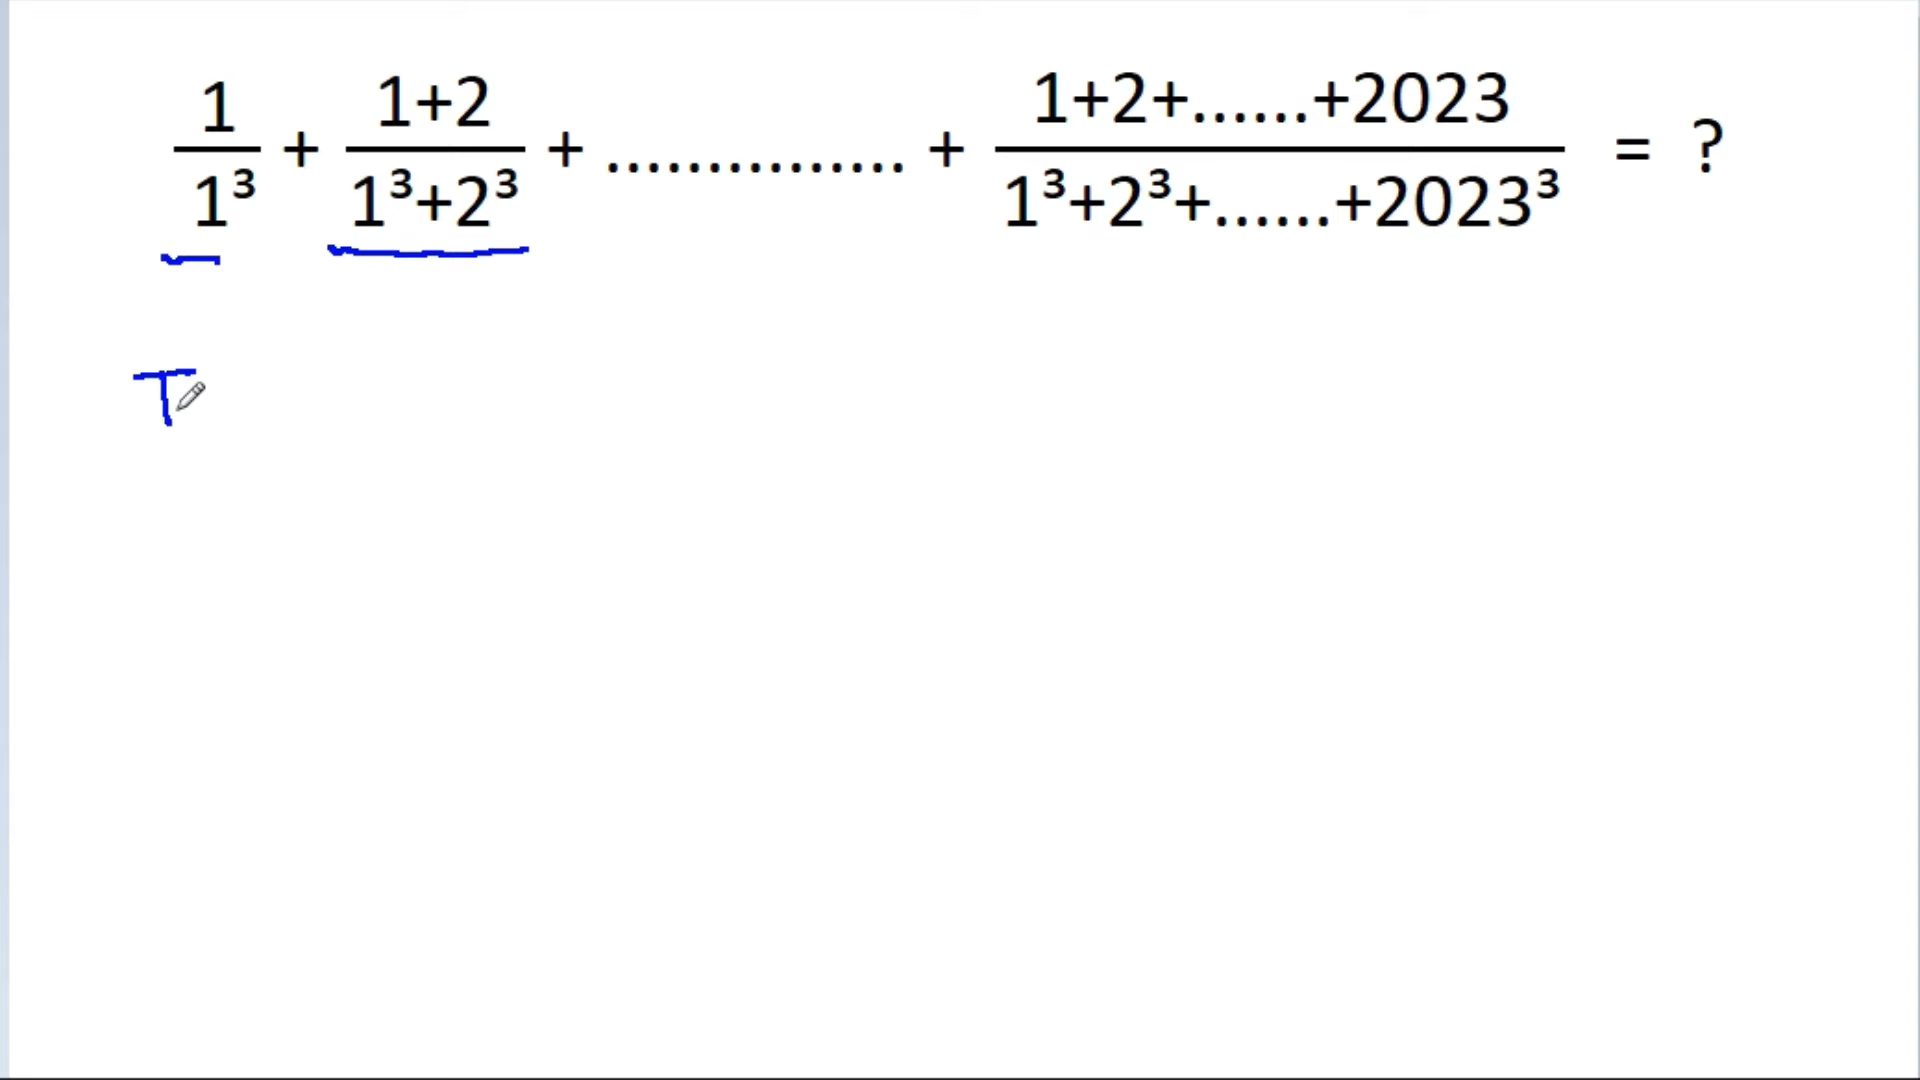 1/1³ + 1+2/1³+2³ + ............... + 1+2+......+2023/1³+2³+......+2023³ = ?
T